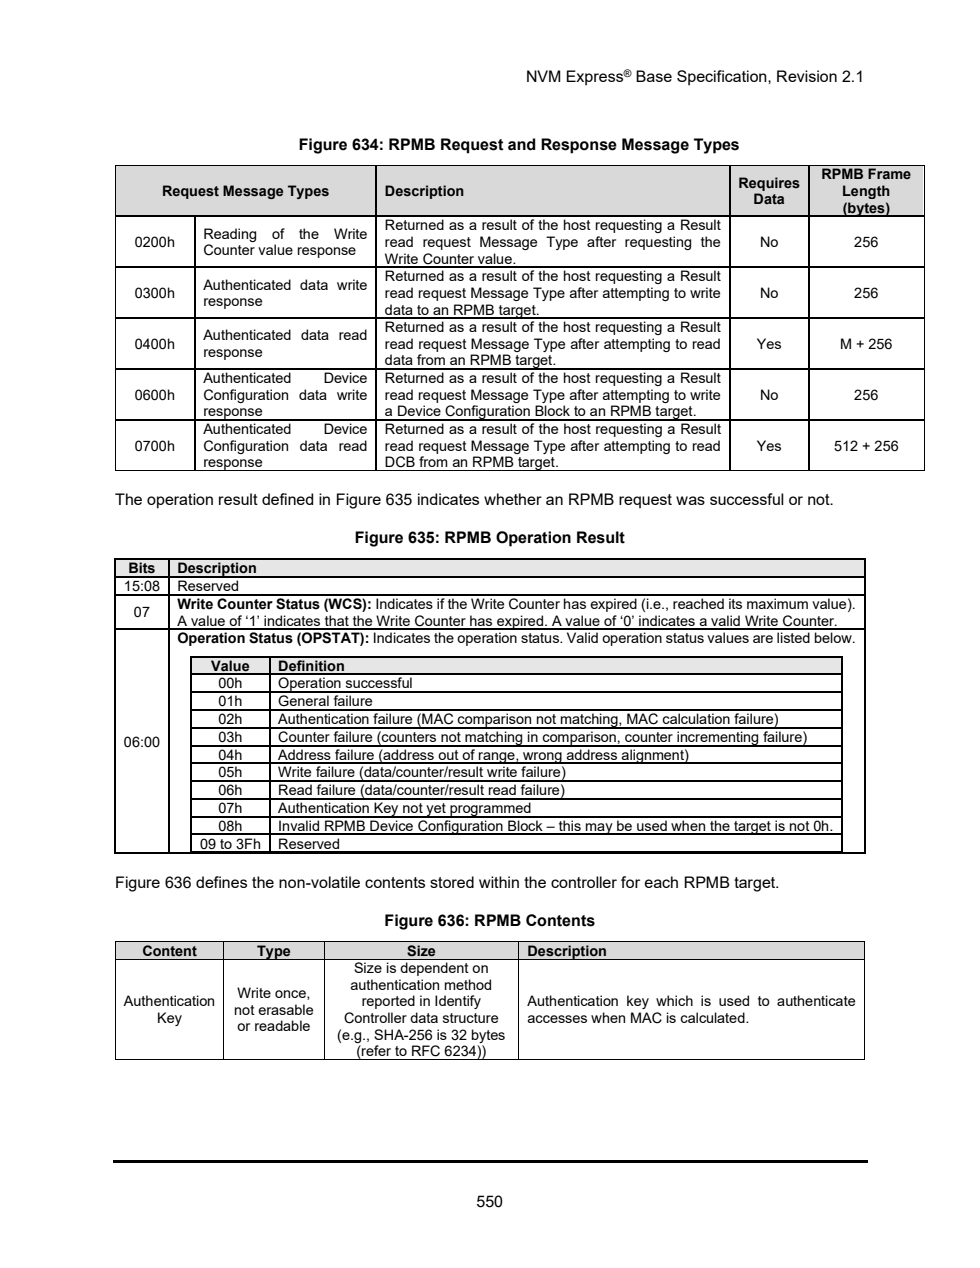 NVM Express® Base Specification, Revision 2.1
Figure 634: RPMB Request and Response Message Types
Request Message Types
Description
Requires
Data
RPMB Frame
Length
(bytes)
0200h
Reading of the Write
Counter value response
Returned as a result of the host requesting a Result
read request Message Type after requesting the
Write Counter value.
No
256
0300h
Authenticated data write
response
Returned as a result of the host requesting a Result
read request Message Type after attempting to write
data to an RPMB target.
No
256
0400h
Authenticated data read
response
Returned as a result of the host requesting a Result
read request Message Type after attempting to read
data from an RPMB target.
Yes
M + 256
0600h
Authenticated Device
Configuration data write
response
Returned as a result of the host requesting a Result
read request Message Type after attempting to write
a Device Configuration Block to an RPMB target.
No
256
0700h
Authenticated Device
Configuration data read
response
Returned as a result of the host requesting a Result
read request Message Type after attempting to read
DCB from an RPMB target.
Yes
512 + 256
The operation result defined in Figure 635 indicates whether an RPMB request was successful or not.
Figure 635: RPMB Operation Result
Bits
Description
15:08
Reserved
07
Write Counter Status (WCS): Indicates if the Write Counter has expired (i.e., reached its maximum value).
A value of ‘1’ indicates that the Write Counter has expired. A value of ‘0’ indicates a valid Write Counter.
06:00
Operation Status (OPSTAT): Indicates the operation status. Valid operation status values are listed below.
Value
Definition
00h
Operation successful
01h
General failure
02h
Authentication failure (MAC comparison not matching, MAC calculation failure)
03h
Counter failure (counters not matching in comparison, counter incrementing failure)
04h
Address failure (address out of range, wrong address alignment)
05h
Write failure (data/counter/result write failure)
06h
Read failure (data/counter/result read failure)
07h
Authentication Key not yet programmed
08h
Invalid RPMB Device Configuration Block – this may be used when the target is not 0h.
09 to 3Fh
Reserved
Figure 636 defines the non-volatile contents stored within the controller for each RPMB target.
Figure 636: RPMB Contents
Content
Type
Size
Description
Authentication
Key
Write once,
not erasable
or readable
Size is dependent on
authentication method
reported in Identify
Controller data structure
(e.g., SHA-256 is 32 bytes
(refer to RFC 6234))
Authentication key which is used to authenticate
accesses when MAC is calculated.
550